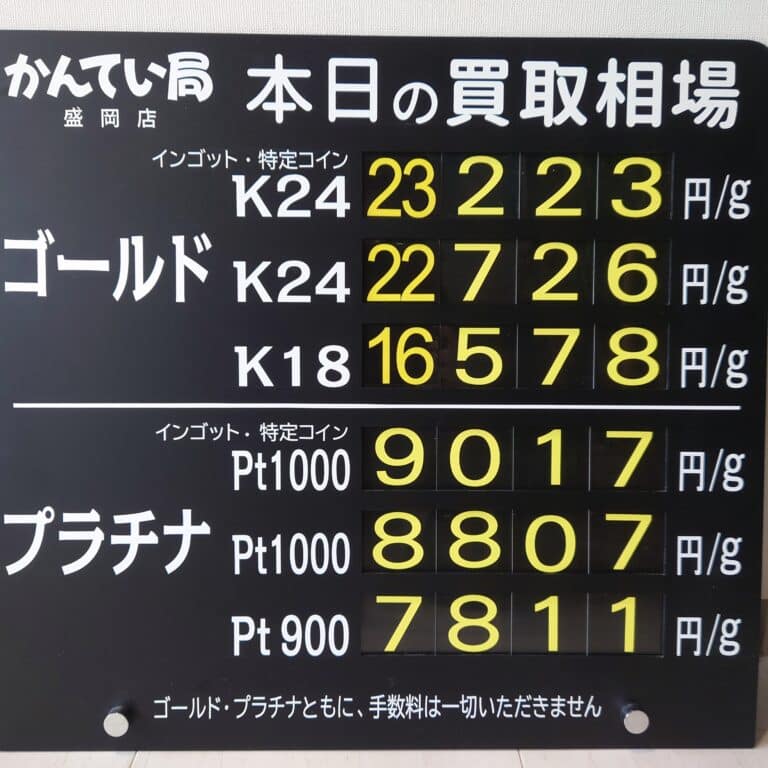 かんてい局
盛岡店
本日の買取相場
インゴット・特定コイン
K24 23223 円/g
ゴールド K24 22726 円/g
K18 16578 円/g
インゴット・特定コイン
Pt1000 9017 円/g
プラチナ Pt1000 8807 円/g
Pt900 7811 円/g
ゴールド・プラチナともに、手数料は一切いただきません